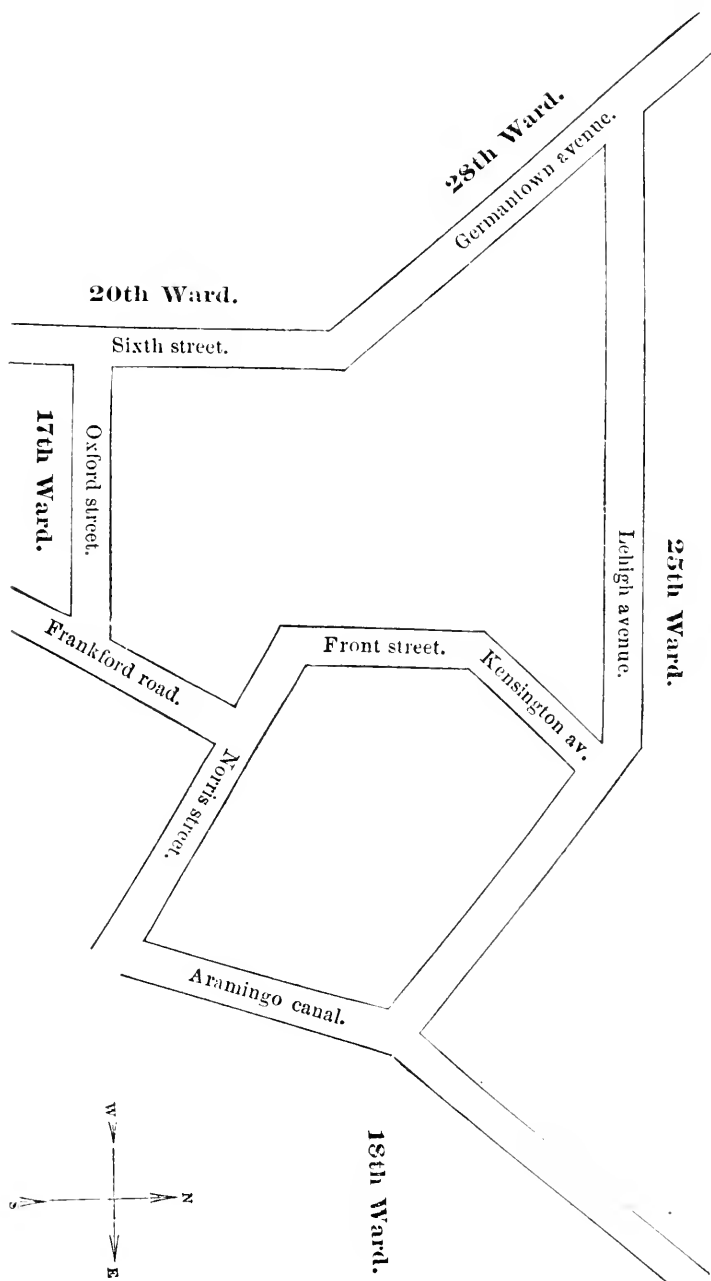 28th Ward.
Germantown avenue.
20th Ward.
Sixth street.
17th Ward.
Oxford street.
25th Ward.
Lehigh avenue.
Front street.
Kensington av.
Frankford road.
Norris street.
Aramingo canal.
18th Ward.
W
N
S
E